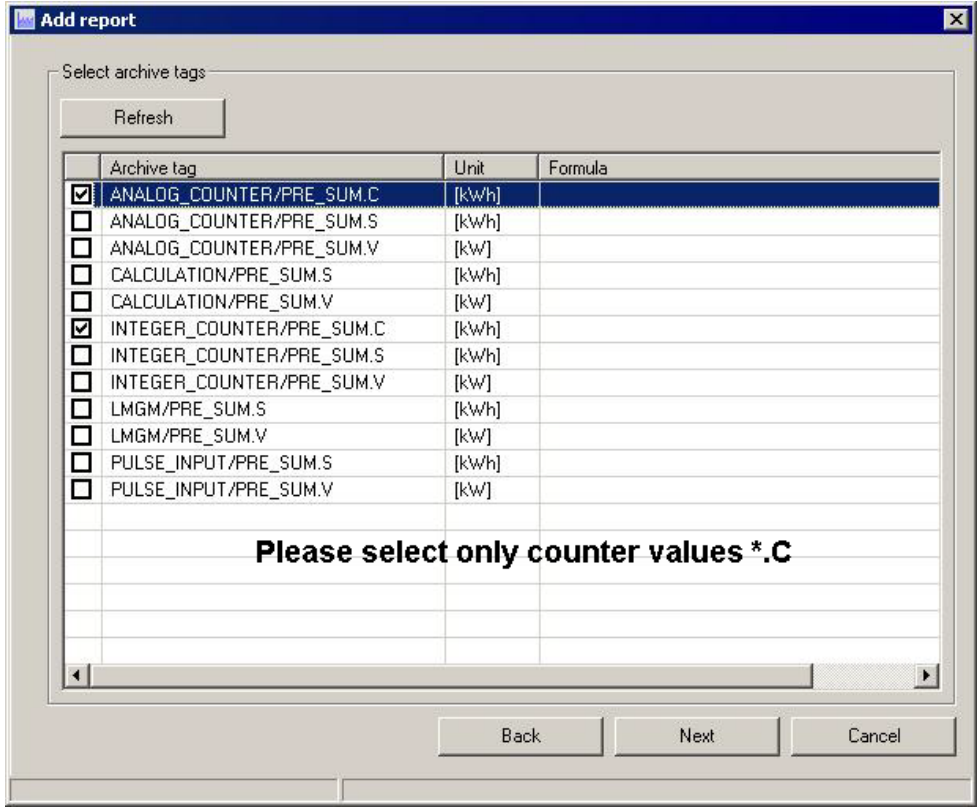 Add report
Select archive tags
Refresh
Archive tag Unit Formula
ANALOG_COUNTER/PRE_SUM.C [kWh]
ANALOG_COUNTER/PRE_SUM.S [kWh]
ANALOG_COUNTER/PRE_SUM.V [kW]
CALCULATION/PRE_SUM.S [kWh]
CALCULATION/PRE_SUM.V [kW]
INTEGER_COUNTER/PRE_SUM.C [kWh]
INTEGER_COUNTER/PRE_SUM.S [kWh]
INTEGER_COUNTER/PRE_SUM.V [kW]
LMGM/PRE_SUM.S [kWh]
LMGM/PRE_SUM.V [kW]
PULSE_INPUT/PRE_SUM.S [kWh]
PULSE_INPUT/PRE_SUM.V [kW]
Please select only counter values *.C
Back Next Cancel